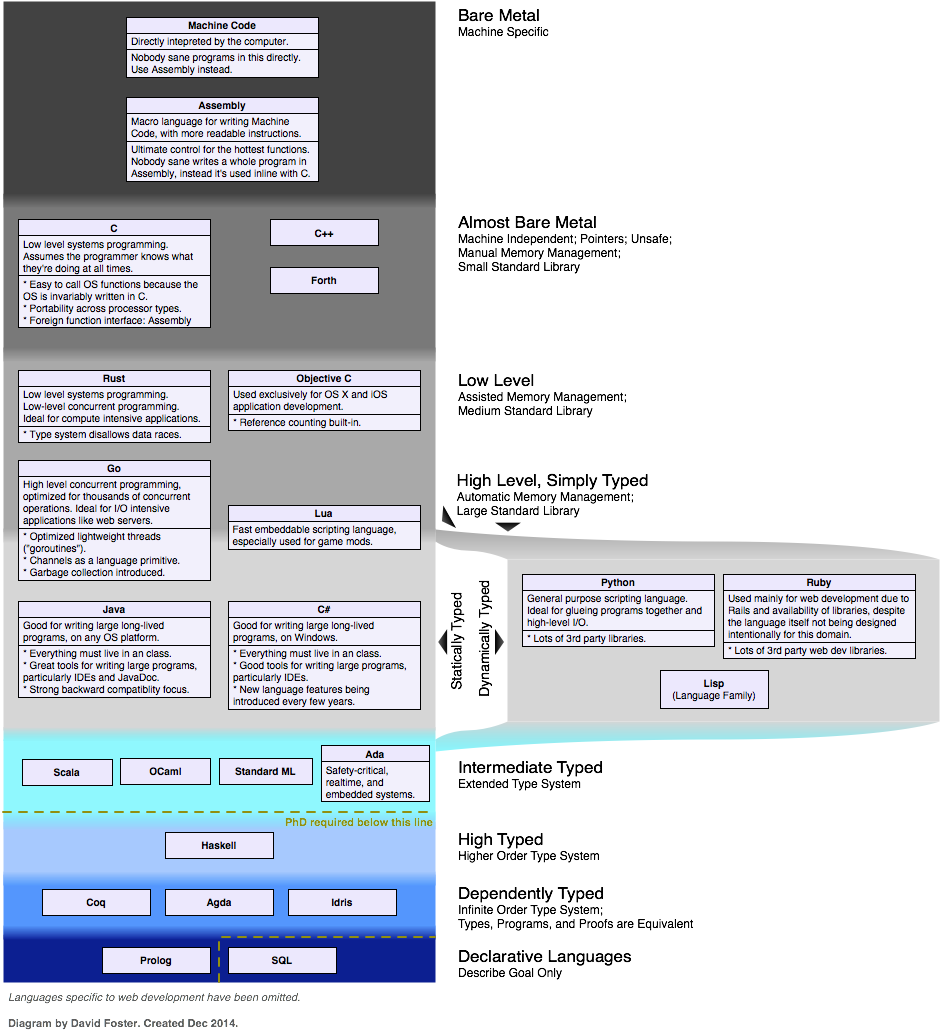 Machine Code
Directly intepreted by the computer.
Nobody sane programs in this directly.
Use Assembly instead.
Assembly
Macro language for writing Machine
Code, with more readable instructions.
Ultimate control for the hottest functions.
Nobody sane writes a whole program in
Assembly, instead it's used inline with C.
Bare Metal
Machine Specific
C
Low level systems programming.
Assumes the programmer knows what
they're doing at all times.
* Easy to call OS functions because the
OS is invariably written in C.
* Portability across processor types.
* Foreign function interface: Assembly
C++
Forth
Almost Bare Metal
Machine Independent; Pointers; Unsafe;
Manual Memory Management;
Small Standard Library
Rust
Low level systems programming.
Low-level concurrent programming.
Ideal for compute intensive applications.
* Type system disallows data races.
Objective C
Used exclusively for OS X and iOS
application development.
* Reference counting built-in.
Low Level
Assisted Memory Management;
Medium Standard Library
Go
High level concurrent programming,
optimized for thousands of concurrent
operations. Ideal for I/O intensive
applications like web servers.
* Optimized lightweight threads
("goroutines").
* Channels as a language primitive.
* Garbage collection introduced.
Lua
Fast embeddable scripting language,
especially used for game mods.
High Level, Simply Typed
Automatic Memory Management;
Large Standard Library
Java
Good for writing large long-lived
programs, on any OS platform.
* Everything must live in an class.
* Great tools for writing large programs,
particularly IDEs and JavaDoc.
* Strong backward compatiblity focus.
C#
Good for writing large long-lived
programs, on Windows.
* Everything must live in an class.
* Good tools for writing large programs,
particularly IDEs.
* New language features being
introduced every few years.
Statically Typed
Dynamically Typed
Python
General purpose scripting language.
Ideal for glueing programs together and
high-level I/O.
* Lots of 3rd party libraries.
Ruby
Used mainly for web development due to
Rails and availability of libraries, despite
the language itself not being designed
intentionally for this domain.
* Lots of 3rd party web dev libraries.
Lisp
(Language Family)
Scala
OCaml
Standard ML
Ada
Safety-critical,
realtime, and
embedded systems.
Intermediate Typed
Extended Type System
PhD required below this line
Haskell
High Typed
Higher Order Type System
Coq
Agda
Idris
Dependently Typed
Infinite Order Type System;
Types, Programs, and Proofs are Equivalent
Prolog
SQL
Declarative Languages
Describe Goal Only
Languages specific to web development have been omitted.
Diagram by David Foster. Created Dec 2014.